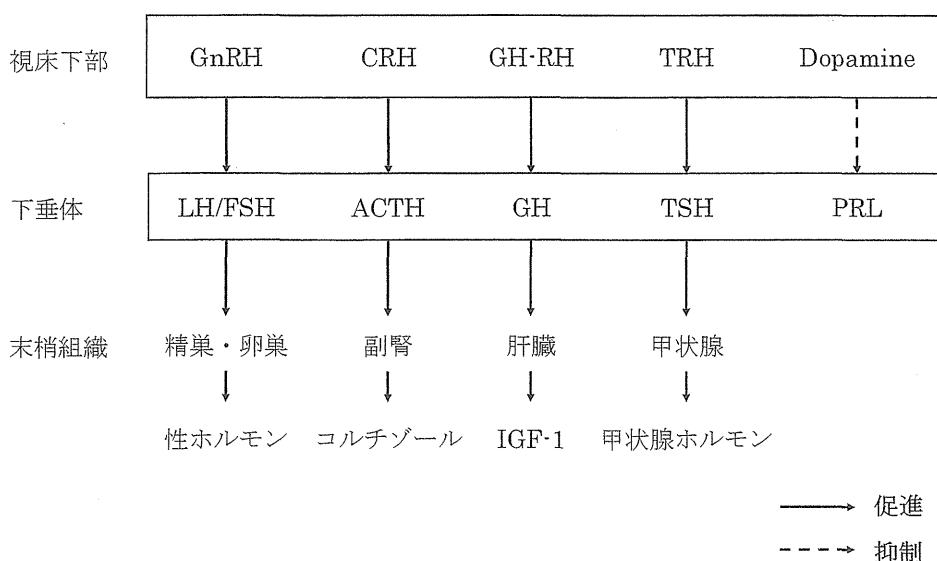 視床下部 GnRH CRH GH-RH TRH Dopamine
下垂体 LH/FSH ACTH GH TSH PRL
末梢組織 精巣・卵巣 副腎 肝臓 甲状腺
性ホルモン コルチゾール IGF-1 甲状腺ホルモン
促進
抑制